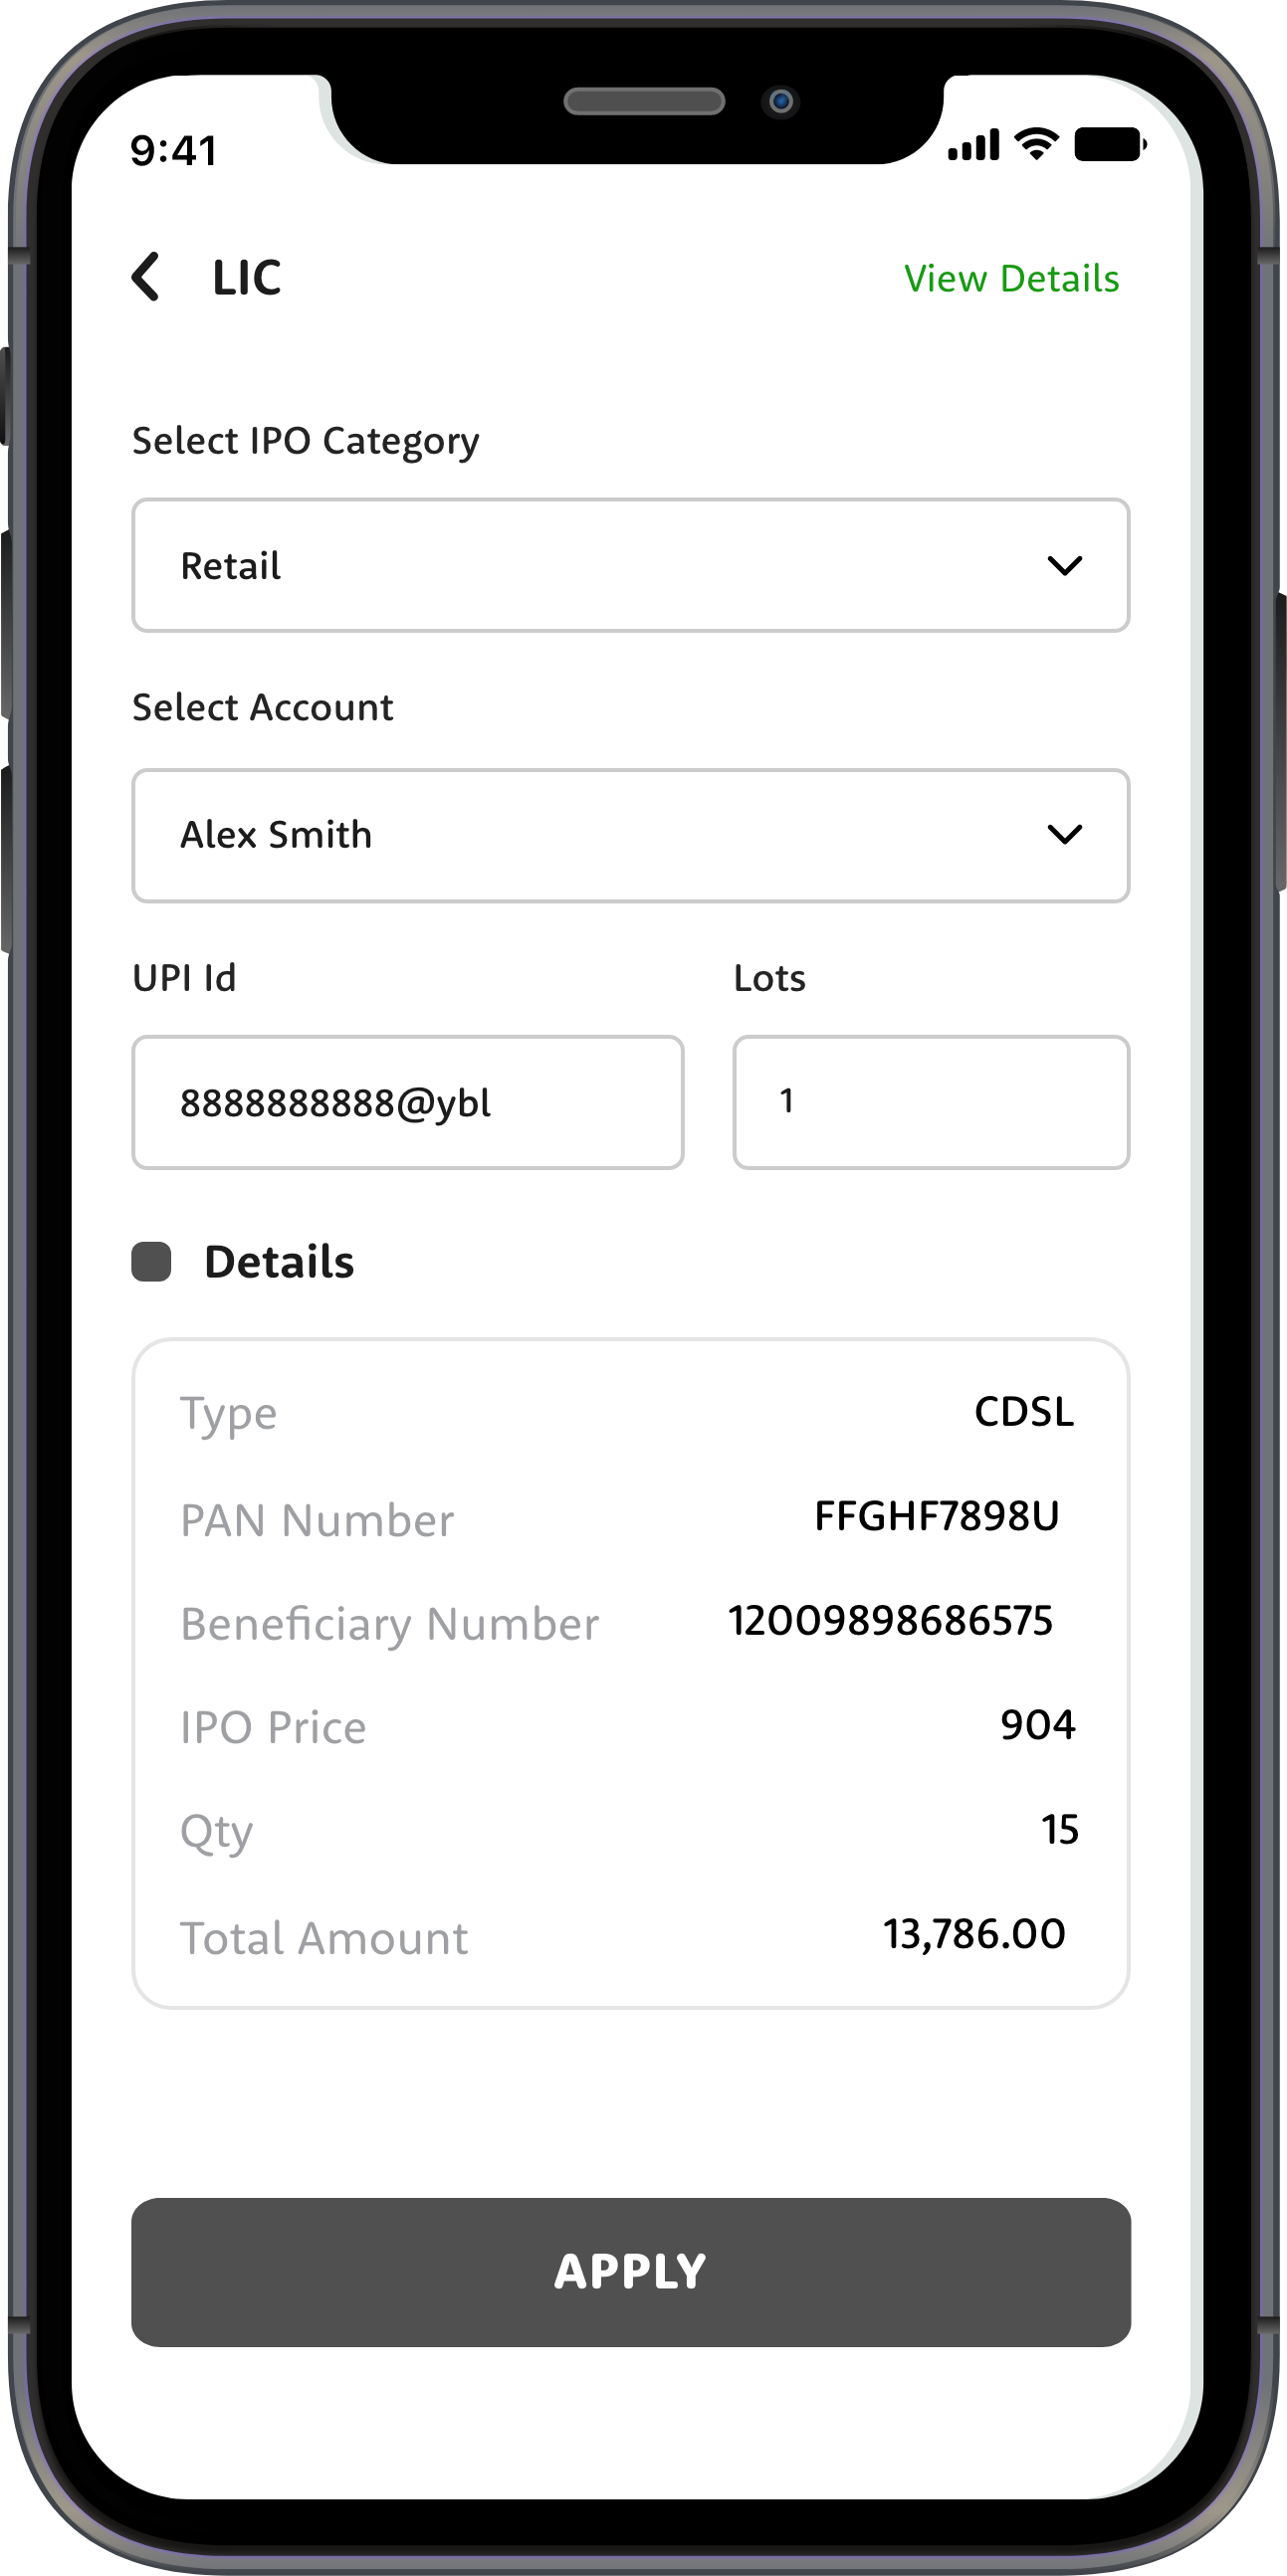 9:41
LIC View Details
Select IPO Category
Retail
Select Account
Alex Smith
UPI Id Lots
8888888888@ybl 1
Details
Type CDSL
PAN Number FFGHF7898U
Beneficiary Number 12009898686575
IPO Price 904
Qty 15
Total Amount 13,786.00
APPLY